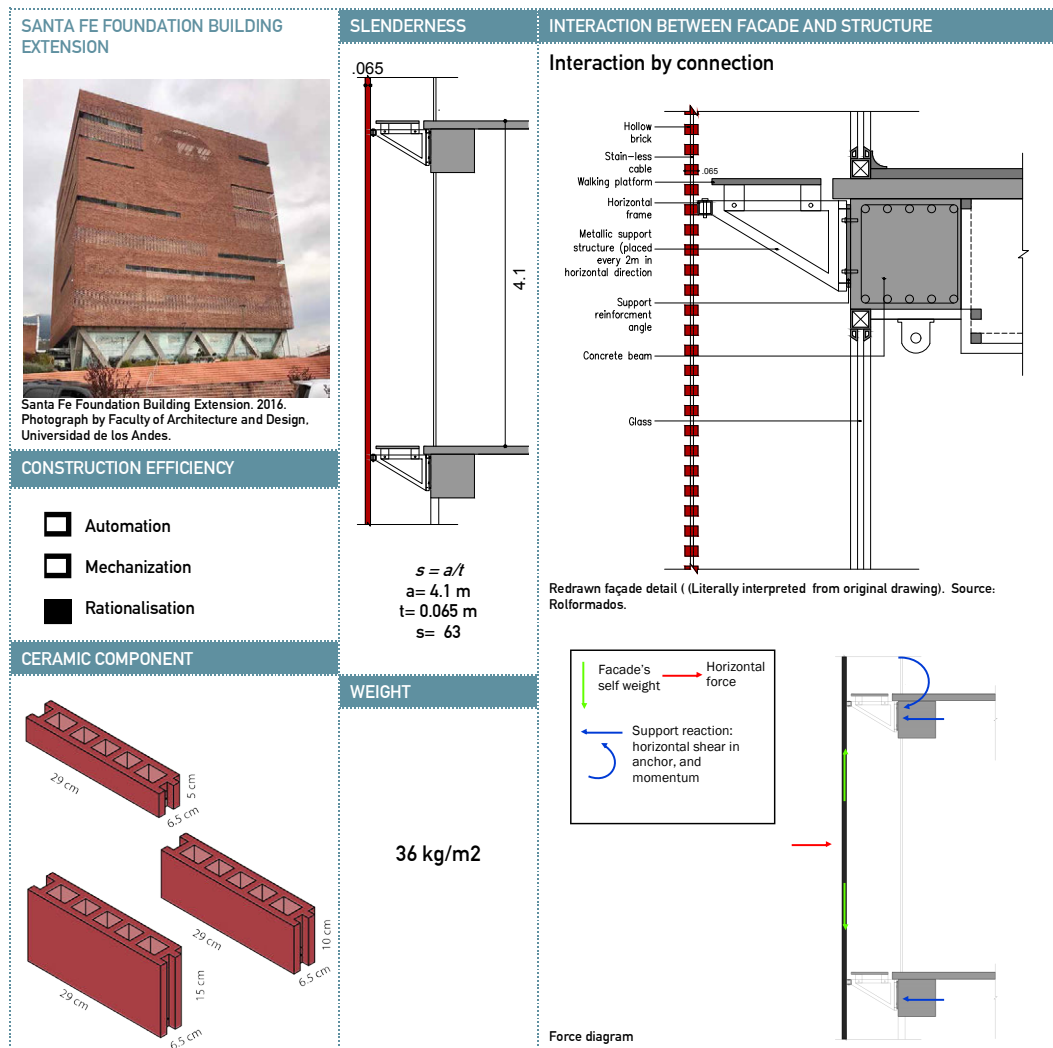 SANTA FE FOUNDATION BUILDING
EXTENSION
Santa Fe Foundation Building Extension. 2016.
Photograph by Faculty of Architecture and Design,
Universidad de los Andes.
CONSTRUCTION EFFICIENCY
Automation
Mechanization
Rationalisation
CERAMIC COMPONENT
29 cm
6.5 cm
5 cm
29 cm
6.5 cm
10 cm
29 cm
6.5 cm
15 cm
SLENDERNESS
.065
4.1
s = a/t
a= 4.1 m
t= 0.065 m
s= 63
WEIGHT
36 kg/m2
INTERACTION BETWEEN FACADE AND STRUCTURE
Interaction by connection
Hollow
brick
Stain-less
cable
.065
Walking platform
Horizontal
frame
Metallic support
structure (placed
every 2m in
horizontal direction
Support
reinforcment
angle
Concrete beam
Glass
Redrawn façade detail ( (Literally interpreted from original drawing). Source:
Rolformados.
Facade's
self weight
Horizontal
force
Support reaction:
horizontal shear in
anchor, and
momentum
Force diagram